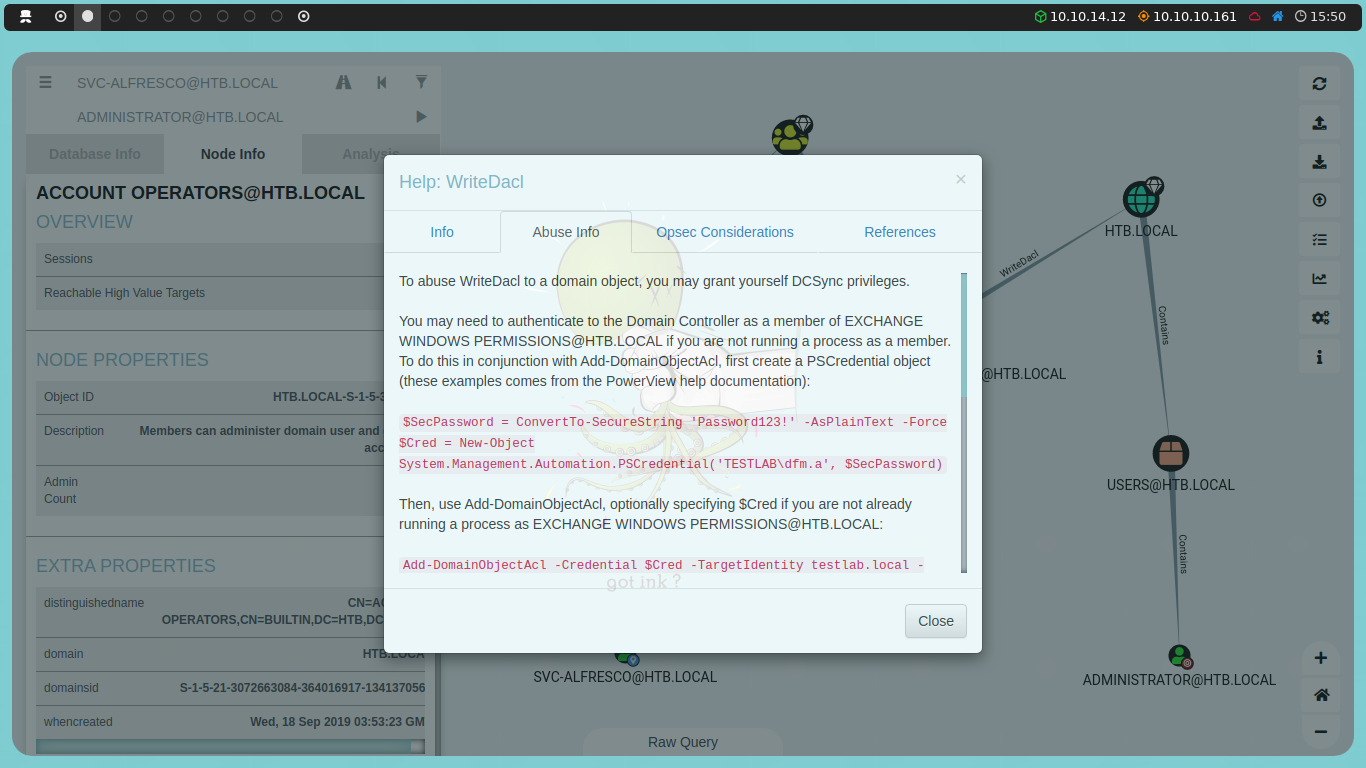 10.10.14.12 10.10.10.161 15:50
SVC-ALFRESCO@HTB.LOCAL
ADMINISTRATOR@HTB.LOCAL
Database Info Node Info Analysis
ACCOUNT OPERATORS@HTB.LOCAL
OVERVIEW
Sessions
Reachable High Value Targets
NODE PROPERTIES
Object ID HTB.LOCAL-S-1-5-3
Description Members can administer domain user and
acc
Admin
Count
EXTRA PROPERTIES
distinguishedname CN=AC
OPERATORS,CN=BUILTIN,DC=HTB,DC
domain HTB.LOCA
domainsid S-1-5-21-3072663084-364016917-134137056
whencreated Wed, 18 Sep 2019 03:53:23 GM
Help: WriteDacl ×
Info Abuse Info Opsec Considerations References
To abuse WriteDacl to a domain object, you may grant yourself DCSync privileges.
You may need to authenticate to the Domain Controller as a member of EXCHANGE
WINDOWS PERMISSIONS@HTB.LOCAL if you are not running a process as a member.
To do this in conjunction with Add-DomainObjectAcl, first create a PSCredential object
(these examples comes from the PowerView help documentation):
$SecPassword = ConvertTo-SecureString 'Password123!' -AsPlainText -Force
$Cred = New-Object
System.Management.Automation.PSCredential('TESTLAB\dfm.a', $SecPassword)
Then, use Add-DomainObjectAcl, optionally specifying $Cred if you are not already
running a process as EXCHANGE WINDOWS PERMISSIONS@HTB.LOCAL:
Add-DomainObjectAcl -Credential $Cred -TargetIdentity testlab.local -
got ink ?
Close
HTB.LOCAL
WriteDacl
Contains
@HTB.LOCAL
USERS@HTB.LOCAL
Contains
SVC-ALFRESCO@HTB.LOCAL
ADMINISTRATOR@HTB.LOCAL
Raw Query